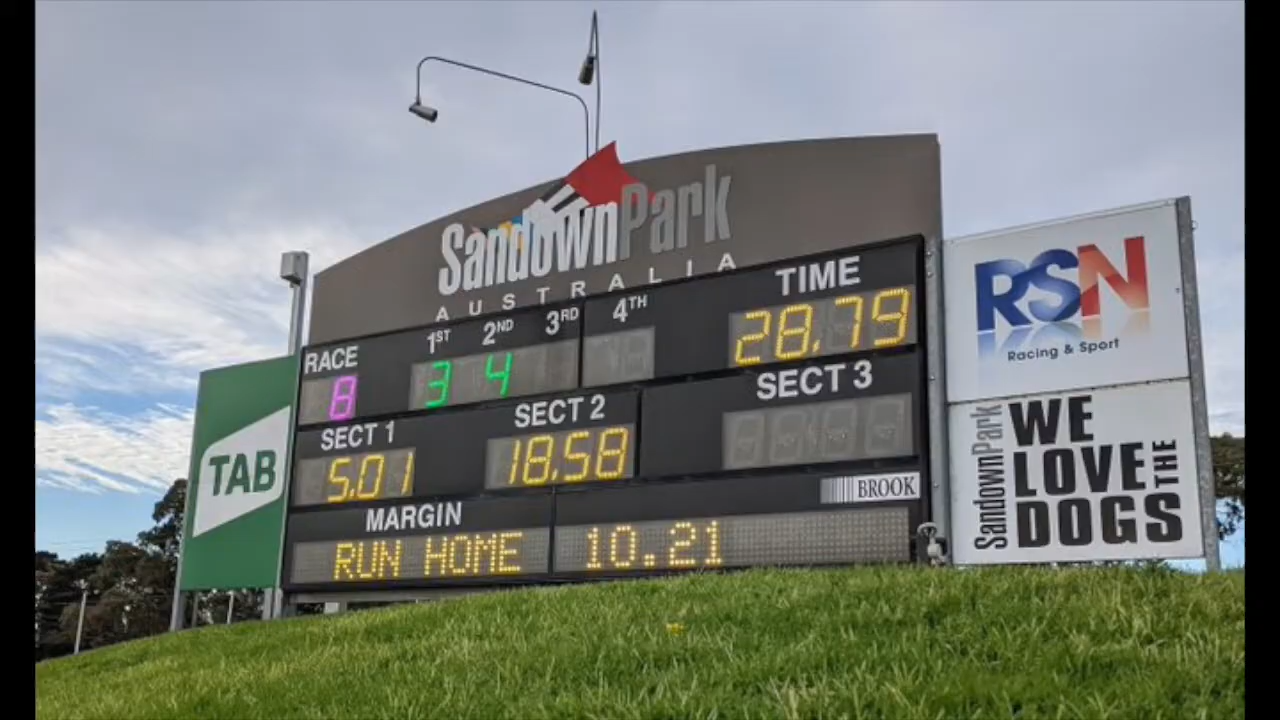 SandownPark
AUSTRALIA
RACE 1ST 2ND 3RD 4TH TIME
8 3 4 28.79
SECT 1 SECT 2 SECT 3
5.01 18.58
MARGIN BROOK
RUN HOME 10.21
TAB
RSN
Racing & Sport
SandownPark
WE
LOVE THE
DOGS